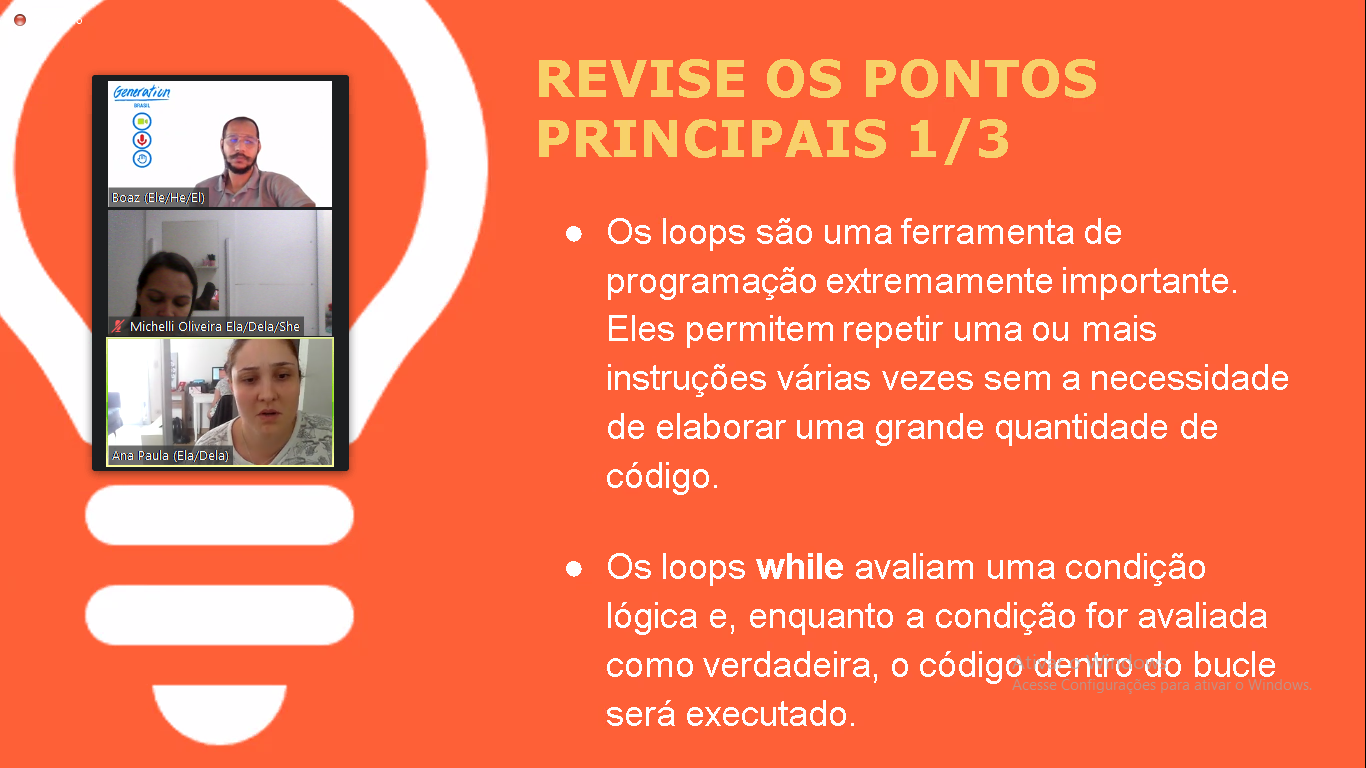 REVISE OS PONTOS
PRINCIPAIS 1/3
Generation
BRASIL
Boaz (Ele/He/El)
Michelli Oliveira Ela/Dela/She
Ana Paula (Ela/Dela)
● Os loops são uma ferramenta de
programação extremamente importante.
Eles permitem repetir uma ou mais
instruções várias vezes sem a necessidade
de elaborar uma grande quantidade de
código.
● Os loops while avaliam uma condição
lógica e, enquanto a condição for avaliada
como verdadeira, o código dentro do bucle
será executado.
Ativar o Windows
Acesse Configurações para ativar o Windows.